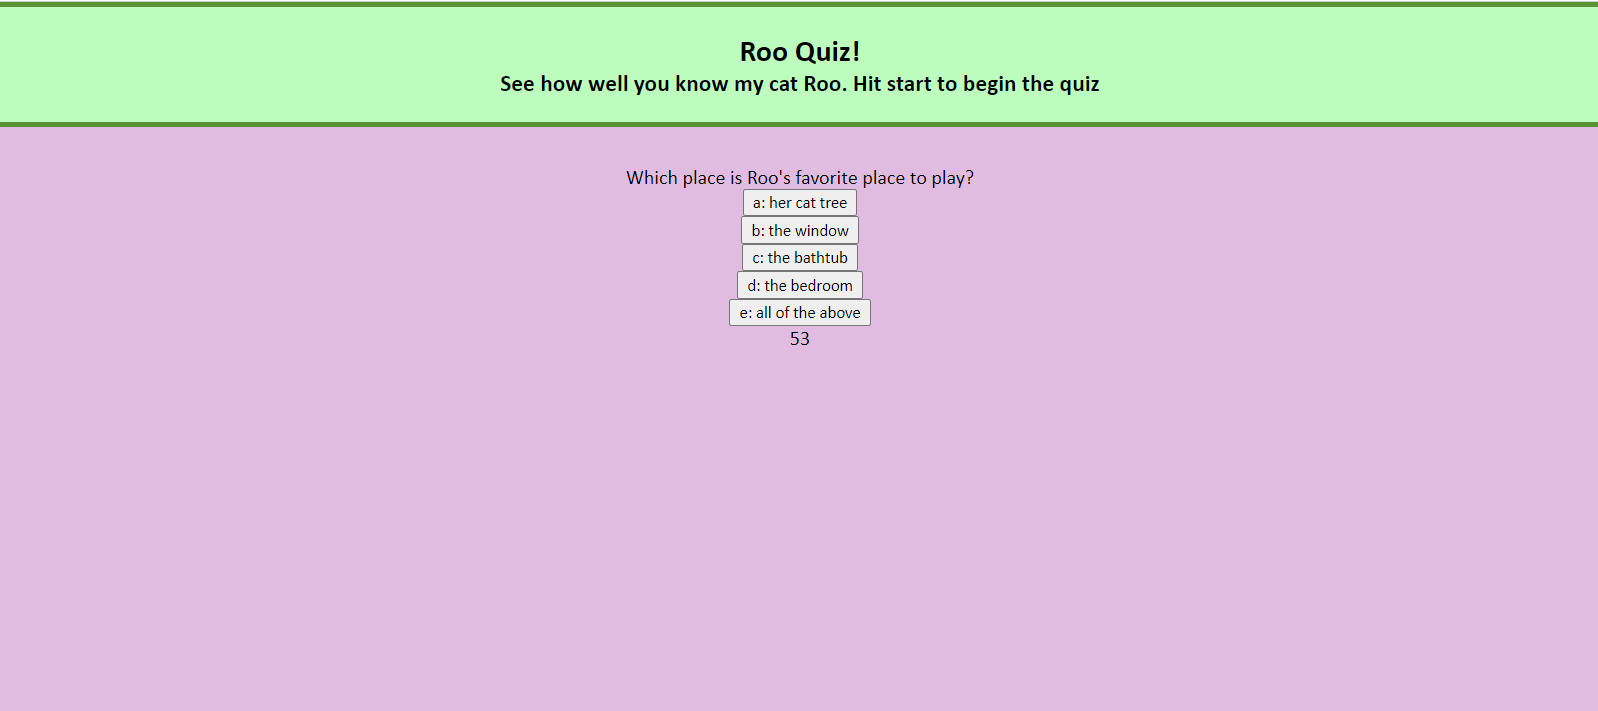 Roo Quiz!
See how well you know my cat Roo. Hit start to begin the quiz
Which place is Roo's favorite place to play?
a: her cat tree
b: the window
c: the bathtub
d: the bedroom
e: all of the above
53